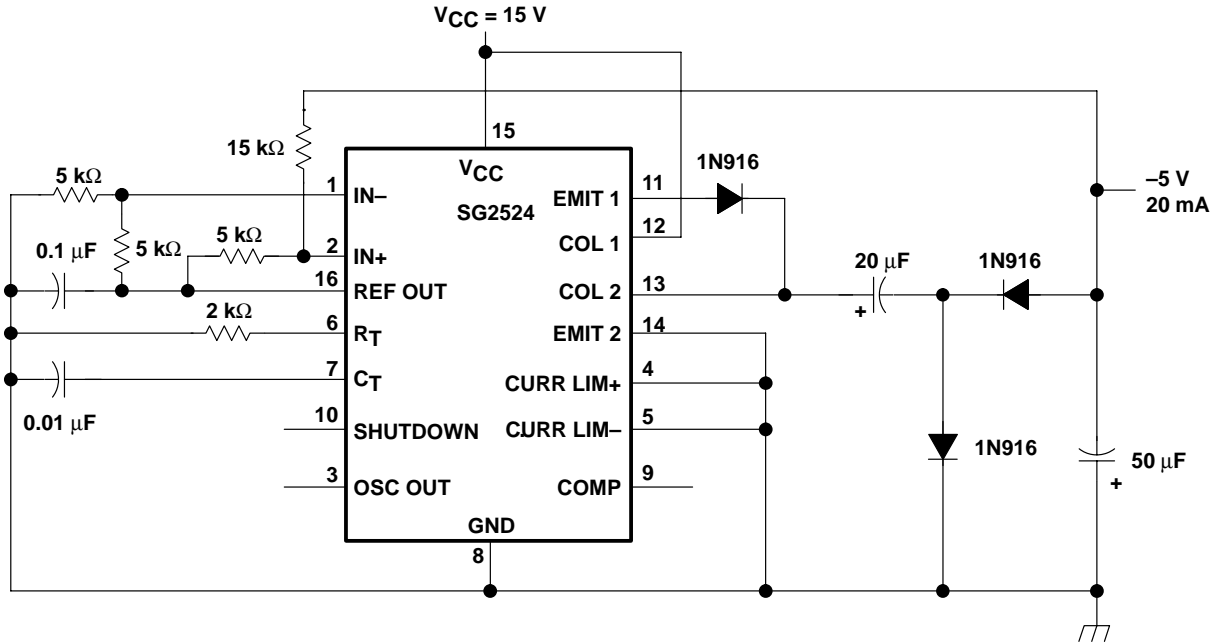 VCC = 15 V
15 kΩ
15
VCC
SG2524
1N916
5 kΩ
1
IN–
EMIT 1
11
–5 V
20 mA
0.1 μF
5 kΩ
5 kΩ
2
IN+
COL 1
12
16
REF OUT
COL 2
13
20 μF
+
1N916
2 kΩ
6
RT
EMIT 2
14
7
CT
CURR LIM+
4
0.01 μF
10
SHUTDOWN
CURR LIM–
5
1N916
50 μF
+
3
OSC OUT
COMP
9
GND
8